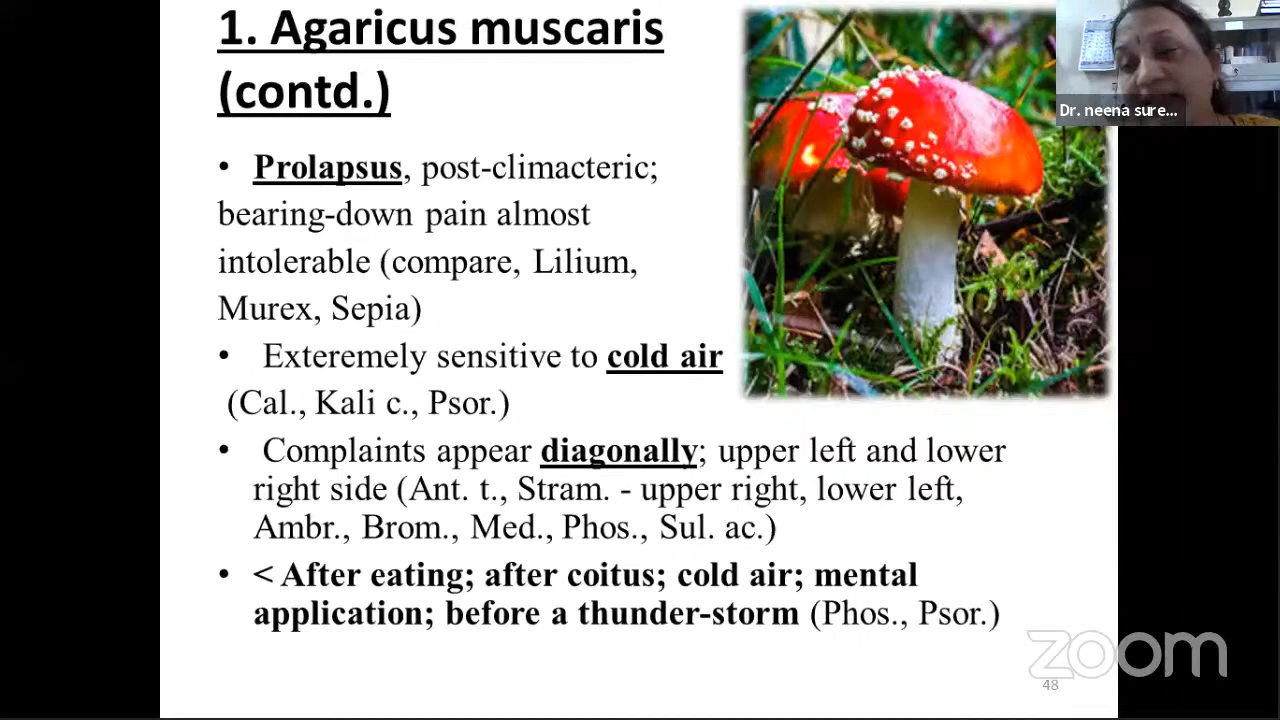 1. Agaricus muscaris
(contd.)
• Prolapsus, post-climacteric;
bearing-down pain almost
intolerable (compare, Lilium,
Murex, Sepia)
• Exteremely sensitive to cold air
(Cal., Kali c., Psor.)
• Complaints appear diagonally; upper left and lower
right side (Ant. t., Stram. - upper right, lower left,
Ambr., Brom., Med., Phos., Sul. ac.)
• < After eating; after coitus; cold air; mental
application; before a thunder-storm (Phos., Psor.)
Dr. neena sure...
zoom
48